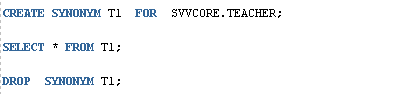 CREATE SYNONYM T1 FOR SVVCORE.TEACHER;
SELECT * FROM T1;
DROP SYNONYM T1;